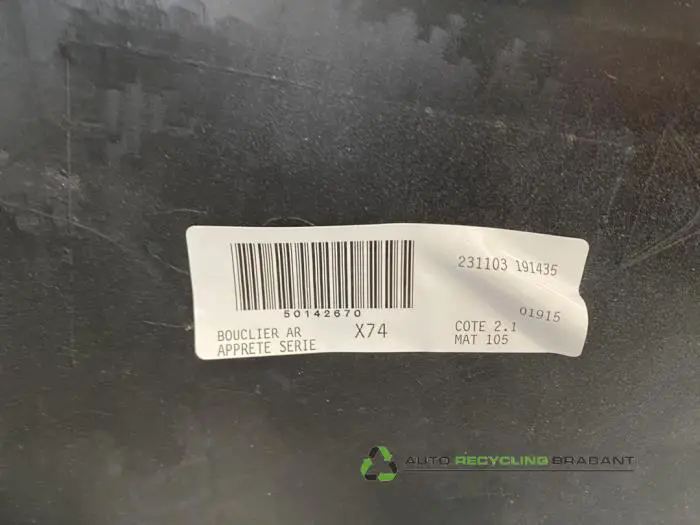 231103 191435
50142670
01915
BOUCLIER AR X74 COTE 2.1
APPRETE SERIE MAT 105
AUTO RECYCLING BRABANT